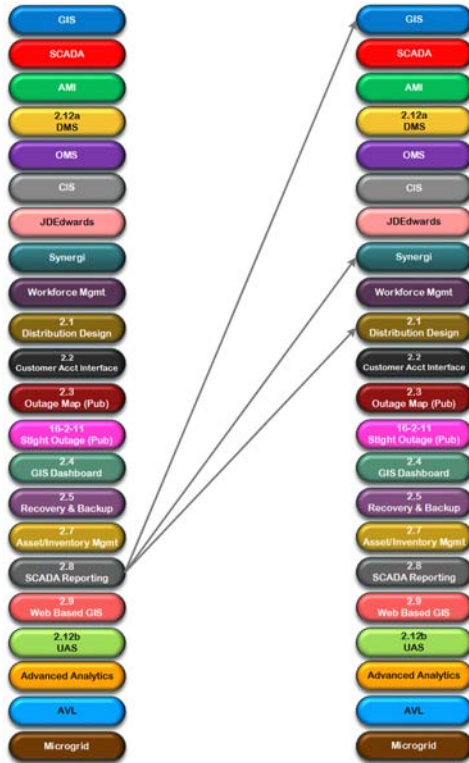 GIS
SCADA
AMI
2.12a
DMS
OMS
CIS
JDEdwards
Synergi
Workforce Mgmt
2.1
Distribution Design
2.2
Customer Acct Interface
2.3
Outage Map (Pub)
16-2-11
Stlght Outage (Pub)
2.4
GIS Dashboard
2.5
Recovery & Backup
2.7
Asset/Inventory Mgmt
2.8
SCADA Reporting
2.9
Web Based GIS
2.12b
UAS
Advanced Analytics
AVL
Microgrid
GIS
SCADA
AMI
2.12a
DMS
OMS
CIS
JDEdwards
Synergi
Workforce Mgmt
2.1
Distribution Design
2.2
Customer Acct Interface
2.3
Outage Map (Pub)
16-2-11
Stlght Outage (Pub)
2.4
GIS Dashboard
2.5
Recovery & Backup
2.7
Asset/Inventory Mgmt
2.8
SCADA Reporting
2.9
Web Based GIS
2.12b
UAS
Advanced Analytics
AVL
Microgrid